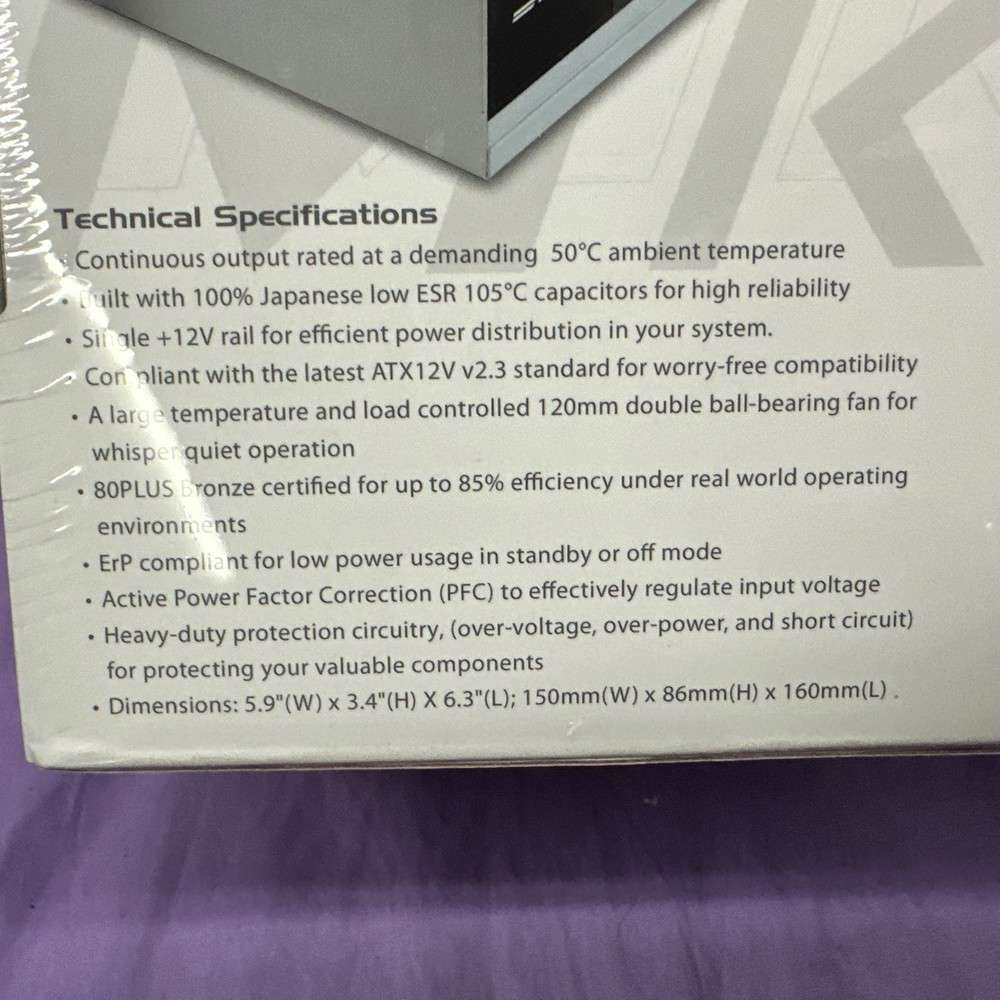 Technical Specifications
Continuous output rated at a demanding 50°C ambient temperature
• Built with 100% Japanese low ESR 105°C capacitors for high reliability
• Single +12V rail for efficient power distribution in your system.
• Compliant with the latest ATX12V v2.3 standard for worry-free compatibility
• A large temperature and load controlled 120mm double ball-bearing fan for
whisper quiet operation
• 80PLUS Bronze certified for up to 85% efficiency under real world operating
environments
• ErP compliant for low power usage in standby or off mode
• Active Power Factor Correction (PFC) to effectively regulate input voltage
• Heavy-duty protection circuitry, (over-voltage, over-power, and short circuit)
for protecting your valuable components
• Dimensions: 5.9"(W) x 3.4"(H) X 6.3"(L); 150mm(W) x 86mm(H) x 160mm(L) .